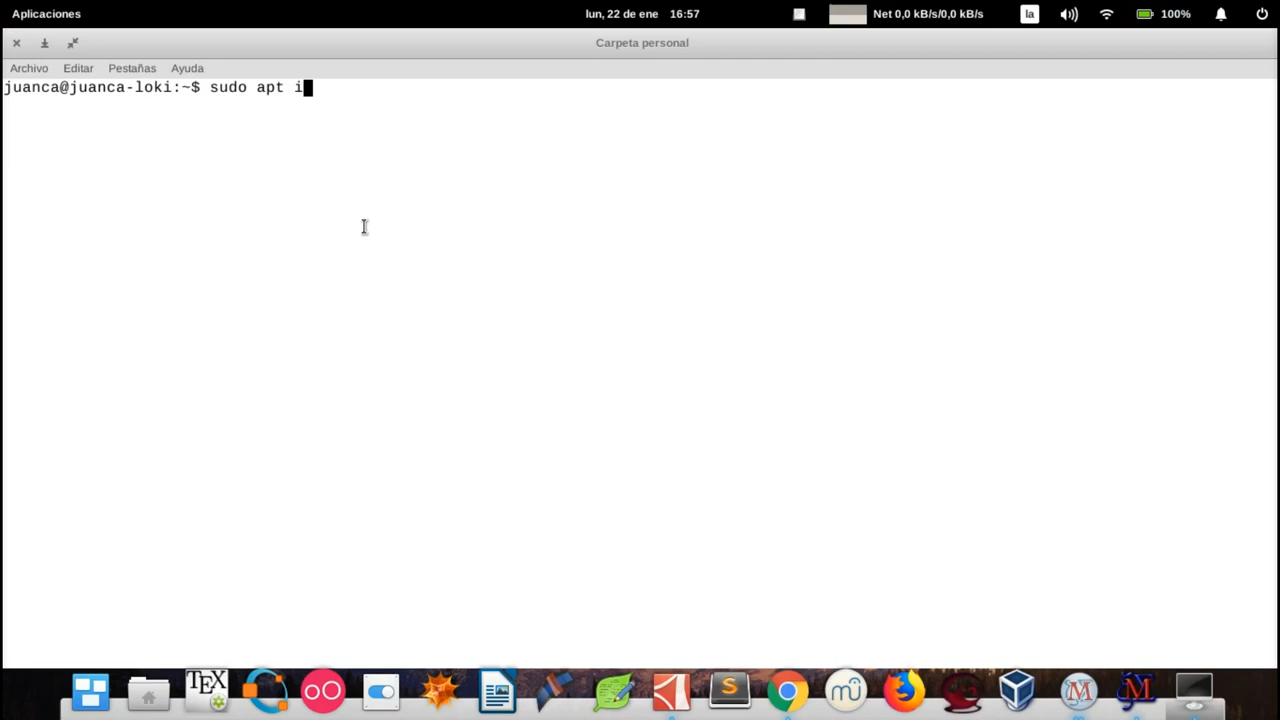 Aplicaciones lun, 22 de ene 16:57 Net 0,0 kB/s/0,0 kB/s la 100%
Carpeta personal
Archivo Editar Pestañas Ayuda
juanca@juanca-loki:~$ sudo apt i
TEX S mu M M